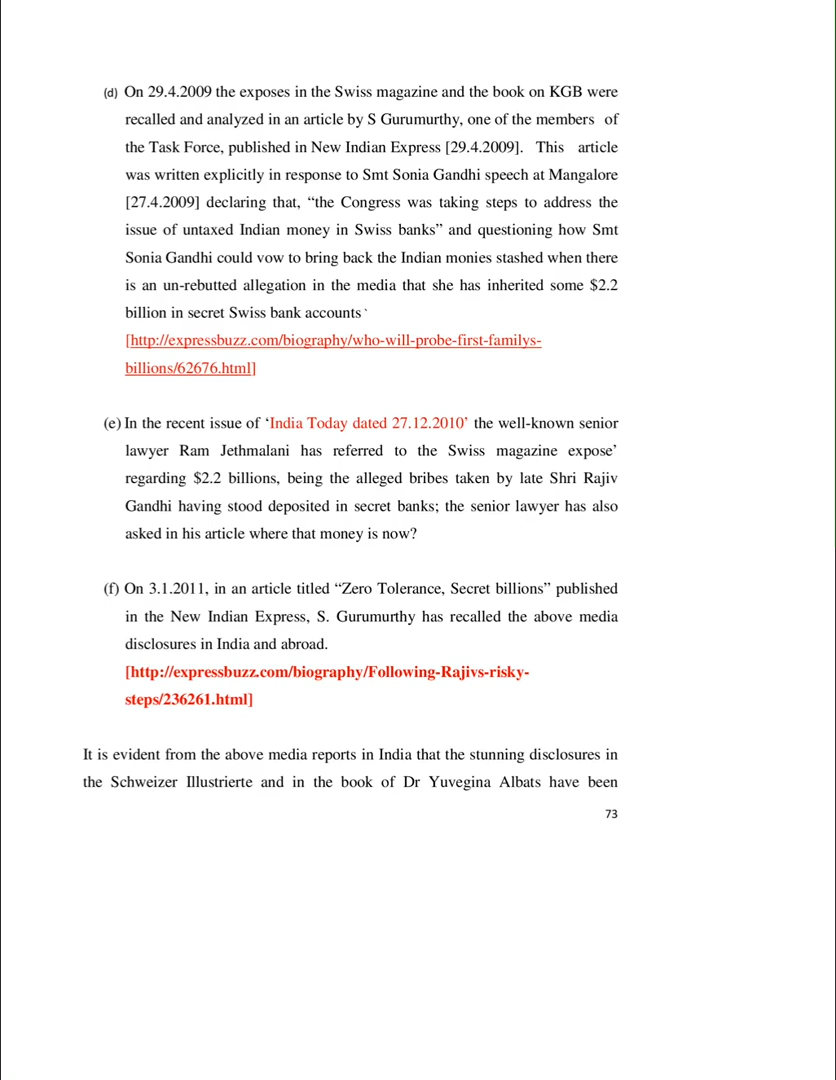 (d) On 29.4.2009 the exposes in the Swiss magazine and the book on KGB were
recalled and analyzed in an article by S Gurumurthy, one of the members of
the Task Force, published in New Indian Express [29.4.2009]. This article
was written explicitly in response to Smt Sonia Gandhi speech at Mangalore
[27.4.2009] declaring that, “the Congress was taking steps to address the
issue of untaxed Indian money in Swiss banks” and questioning how Smt
Sonia Gandhi could vow to bring back the Indian monies stashed when there
is an un-rebutted allegation in the media that she has inherited some $2.2
billion in secret Swiss bank accounts `
[http://expressbuzz.com/biography/who-will-probe-first-familys-
billions/62676.html]
(e) In the recent issue of ‘India Today dated 27.12.2010’ the well-known senior
lawyer Ram Jethmalani has referred to the Swiss magazine expose’
regarding $2.2 billions, being the alleged bribes taken by late Shri Rajiv
Gandhi having stood deposited in secret banks; the senior lawyer has also
asked in his article where that money is now?
(f) On 3.1.2011, in an article titled “Zero Tolerance, Secret billions” published
in the New Indian Express, S. Gurumurthy has recalled the above media
disclosures in India and abroad.
[http://expressbuzz.com/biography/Following-Rajivs-risky-
steps/236261.html]
It is evident from the above media reports in India that the stunning disclosures in
the Schweizer Illustrierte and in the book of Dr Yuvegina Albats have been
73